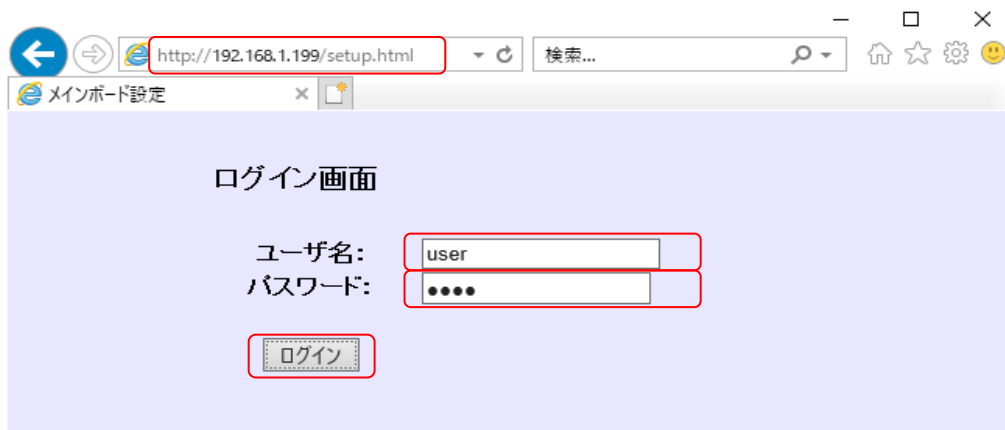 http://192.168.1.199/setup.html 検索...
メインボード設定
ログイン画面
ユーザ名: user
パスワード: ●●●●
ログイン